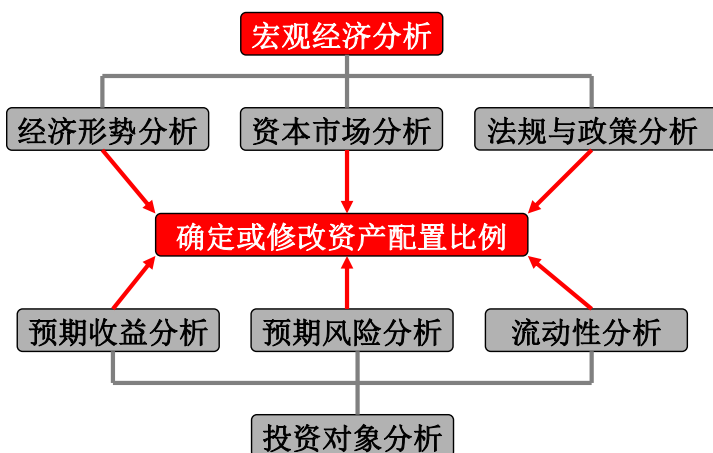 宏观经济分析
经济形势分析
资本市场分析
法规与政策分析
确定或修改资产配置比例
预期收益分析
预期风险分析
流动性分析
投资对象分析